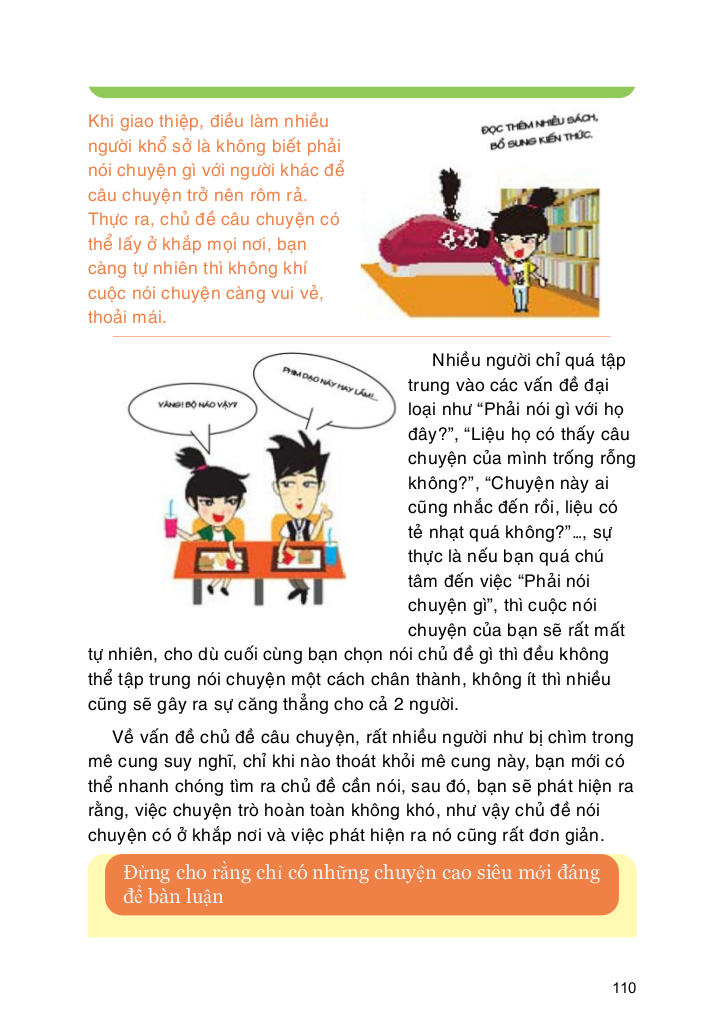 Khi giao thiệp, điều làm nhiều
người khổ sở là không biết phải
nói chuyện gì với người khác để
câu chuyện trở nên rôm rả.
Thực ra, chủ đề câu chuyện có
thể lấy ở khắp mọi nơi, bạn
càng tự nhiên thì không khí
cuộc nói chuyện càng vui vẻ,
thoải mái.
ĐỌC THÊM NHIỀU SÁCH,
BỔ SUNG KIẾN THỨC.
VÂNG! BỘ NÀO VẬY?
PHIM DẠO NÀY HAY LẮM!...
Nhiều người chỉ quá tập
trung vào các vấn đề đại
loại như “Phải nói gì với họ
đây?”, “Liệu họ có thấy câu
chuyện của mình trống rỗng
không?”, “Chuyện này ai
cũng nhắc đến rồi, liệu có
tẻ nhạt quá không?”…, sự
thực là nếu bạn quá chú
tâm đến việc “Phải nói
chuyện gì”, thì cuộc nói
chuyện của bạn sẽ rất mất
tự nhiên, cho dù cuối cùng bạn chọn nói chủ đề gì thì đều không
thể tập trung nói chuyện một cách chân thành, không ít thì nhiều
cũng sẽ gây ra sự căng thẳng cho cả 2 người.
Về vấn đề chủ đề câu chuyện, rất nhiều người như bị chìm trong
mê cung suy nghĩ, chỉ khi nào thoát khỏi mê cung này, bạn mới có
thể nhanh chóng tìm ra chủ đề cần nói, sau đó, bạn sẽ phát hiện ra
rằng, việc chuyện trò hoàn toàn không khó, như vậy chủ đề nói
chuyện có ở khắp nơi và việc phát hiện ra nó cũng rất đơn giản.
Đừng cho rằng chỉ có những chuyện cao siêu mới đáng
để bàn luận
110